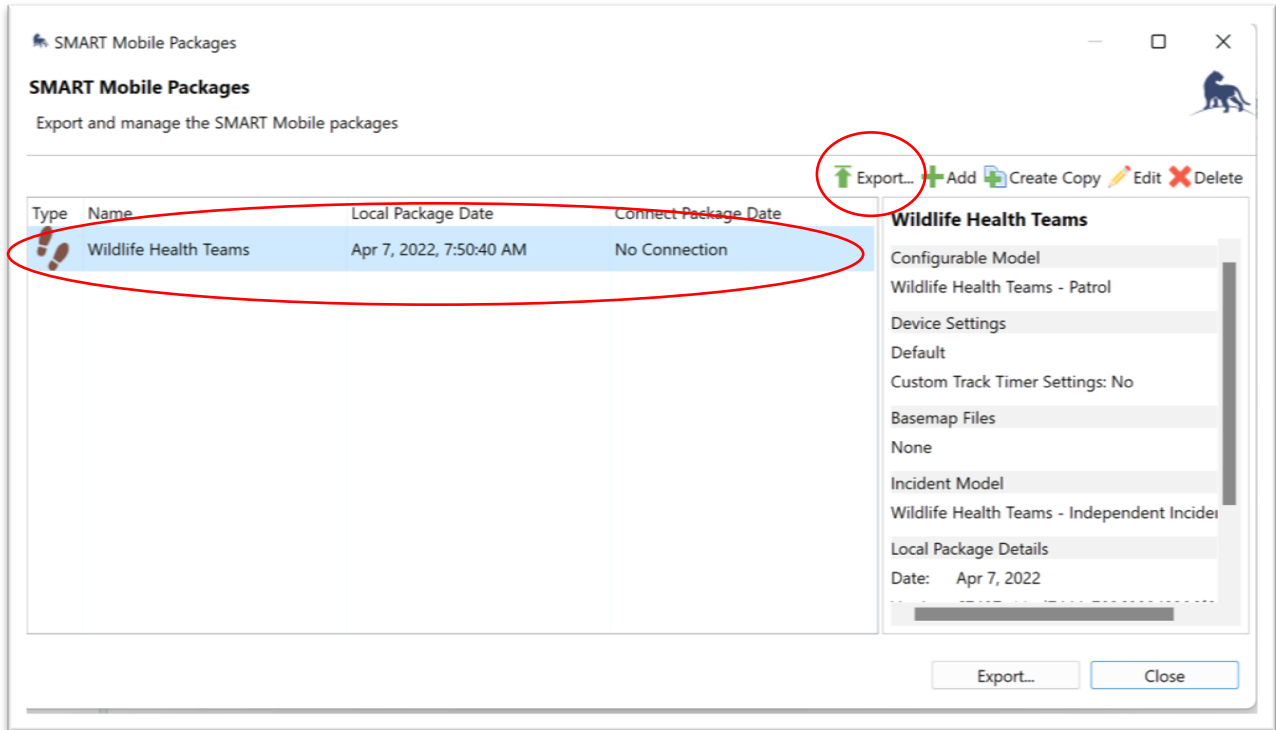 SMART Mobile Packages
SMART Mobile Packages
Export and manage the SMART Mobile packages
Export... Add Create Copy Edit Delete
Type Name Local Package Date Connect Package Date
Wildlife Health Teams Apr 7, 2022, 7:50:40 AM No Connection
Wildlife Health Teams
Configurable Model
Wildlife Health Teams - Patrol
Device Settings
Default
Custom Track Timer Settings: No
Basemap Files
None
Incident Model
Wildlife Health Teams - Independent Incider
Local Package Details
Date: Apr 7, 2022
Export... Close